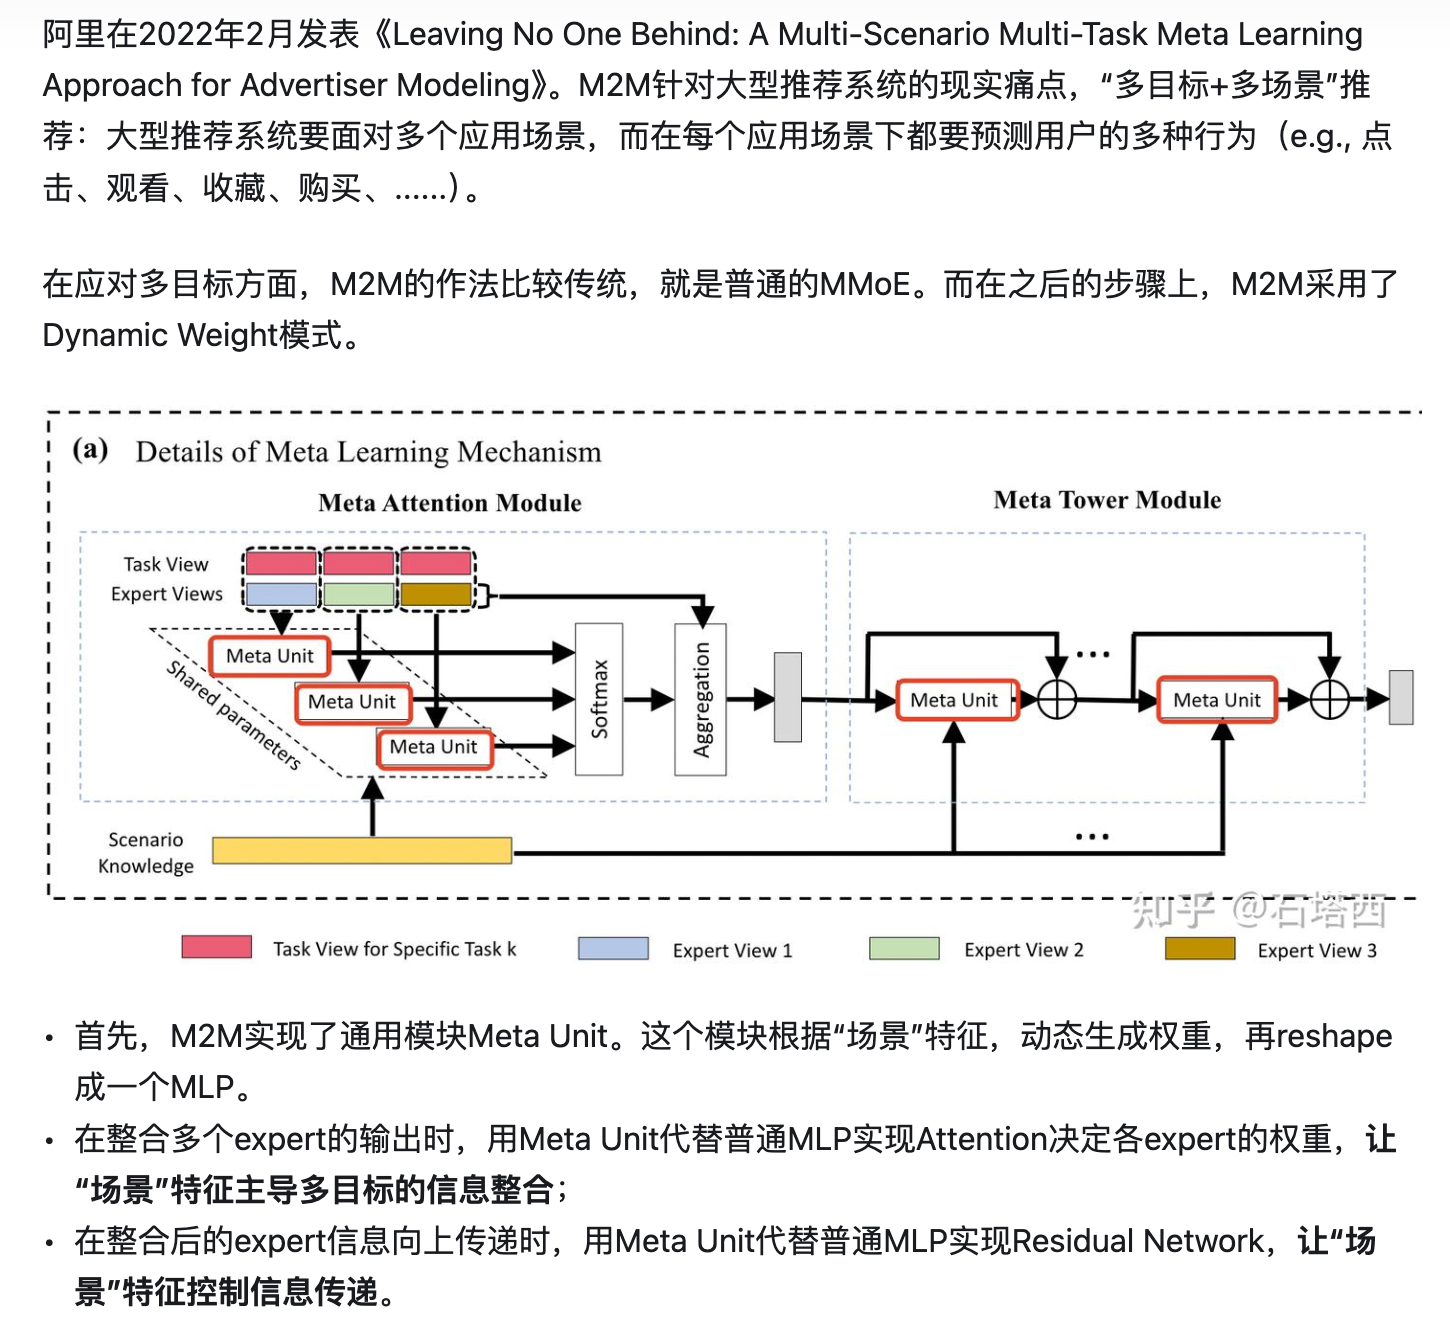 阿里在2022年2月发表《Leaving No One Behind: A Multi-Scenario Multi-Task Meta Learning
Approach for Advertiser Modeling》。M2M针对大型推荐系统的现实痛点，“多目标+多场景”推
荐：大型推荐系统要面对多个应用场景，而在每个应用场景下都要预测用户的多种行为（e.g., 点
击、观看、收藏、购买、......）。
在应对多目标方面，M2M的作法比较传统，就是普通的MMoE。而在之后的步骤上，M2M采用了
Dynamic Weight模式。
(a) Details of Meta Learning Mechanism
Meta Attention Module
Meta Tower Module
Task View
Expert Views
Meta Unit
Meta Unit
Meta Unit
Shared parameters
Softmax
Aggregation
Meta Unit
...
Meta Unit
Scenario
Knowledge
...
知乎 @石塔西
Task View for Specific Task k
Expert View 1
Expert View 2
Expert View 3
• 首先，M2M实现了通用模块Meta Unit。这个模块根据“场景”特征，动态生成权重，再reshape
成一个MLP。
• 在整合多个expert的输出时，用Meta Unit代替普通MLP实现Attention决定各expert的权重，让
“场景”特征主导多目标的信息整合；
• 在整合后的expert信息向上传递时，用Meta Unit代替普通MLP实现Residual Network，让“场
景”特征控制信息传递。